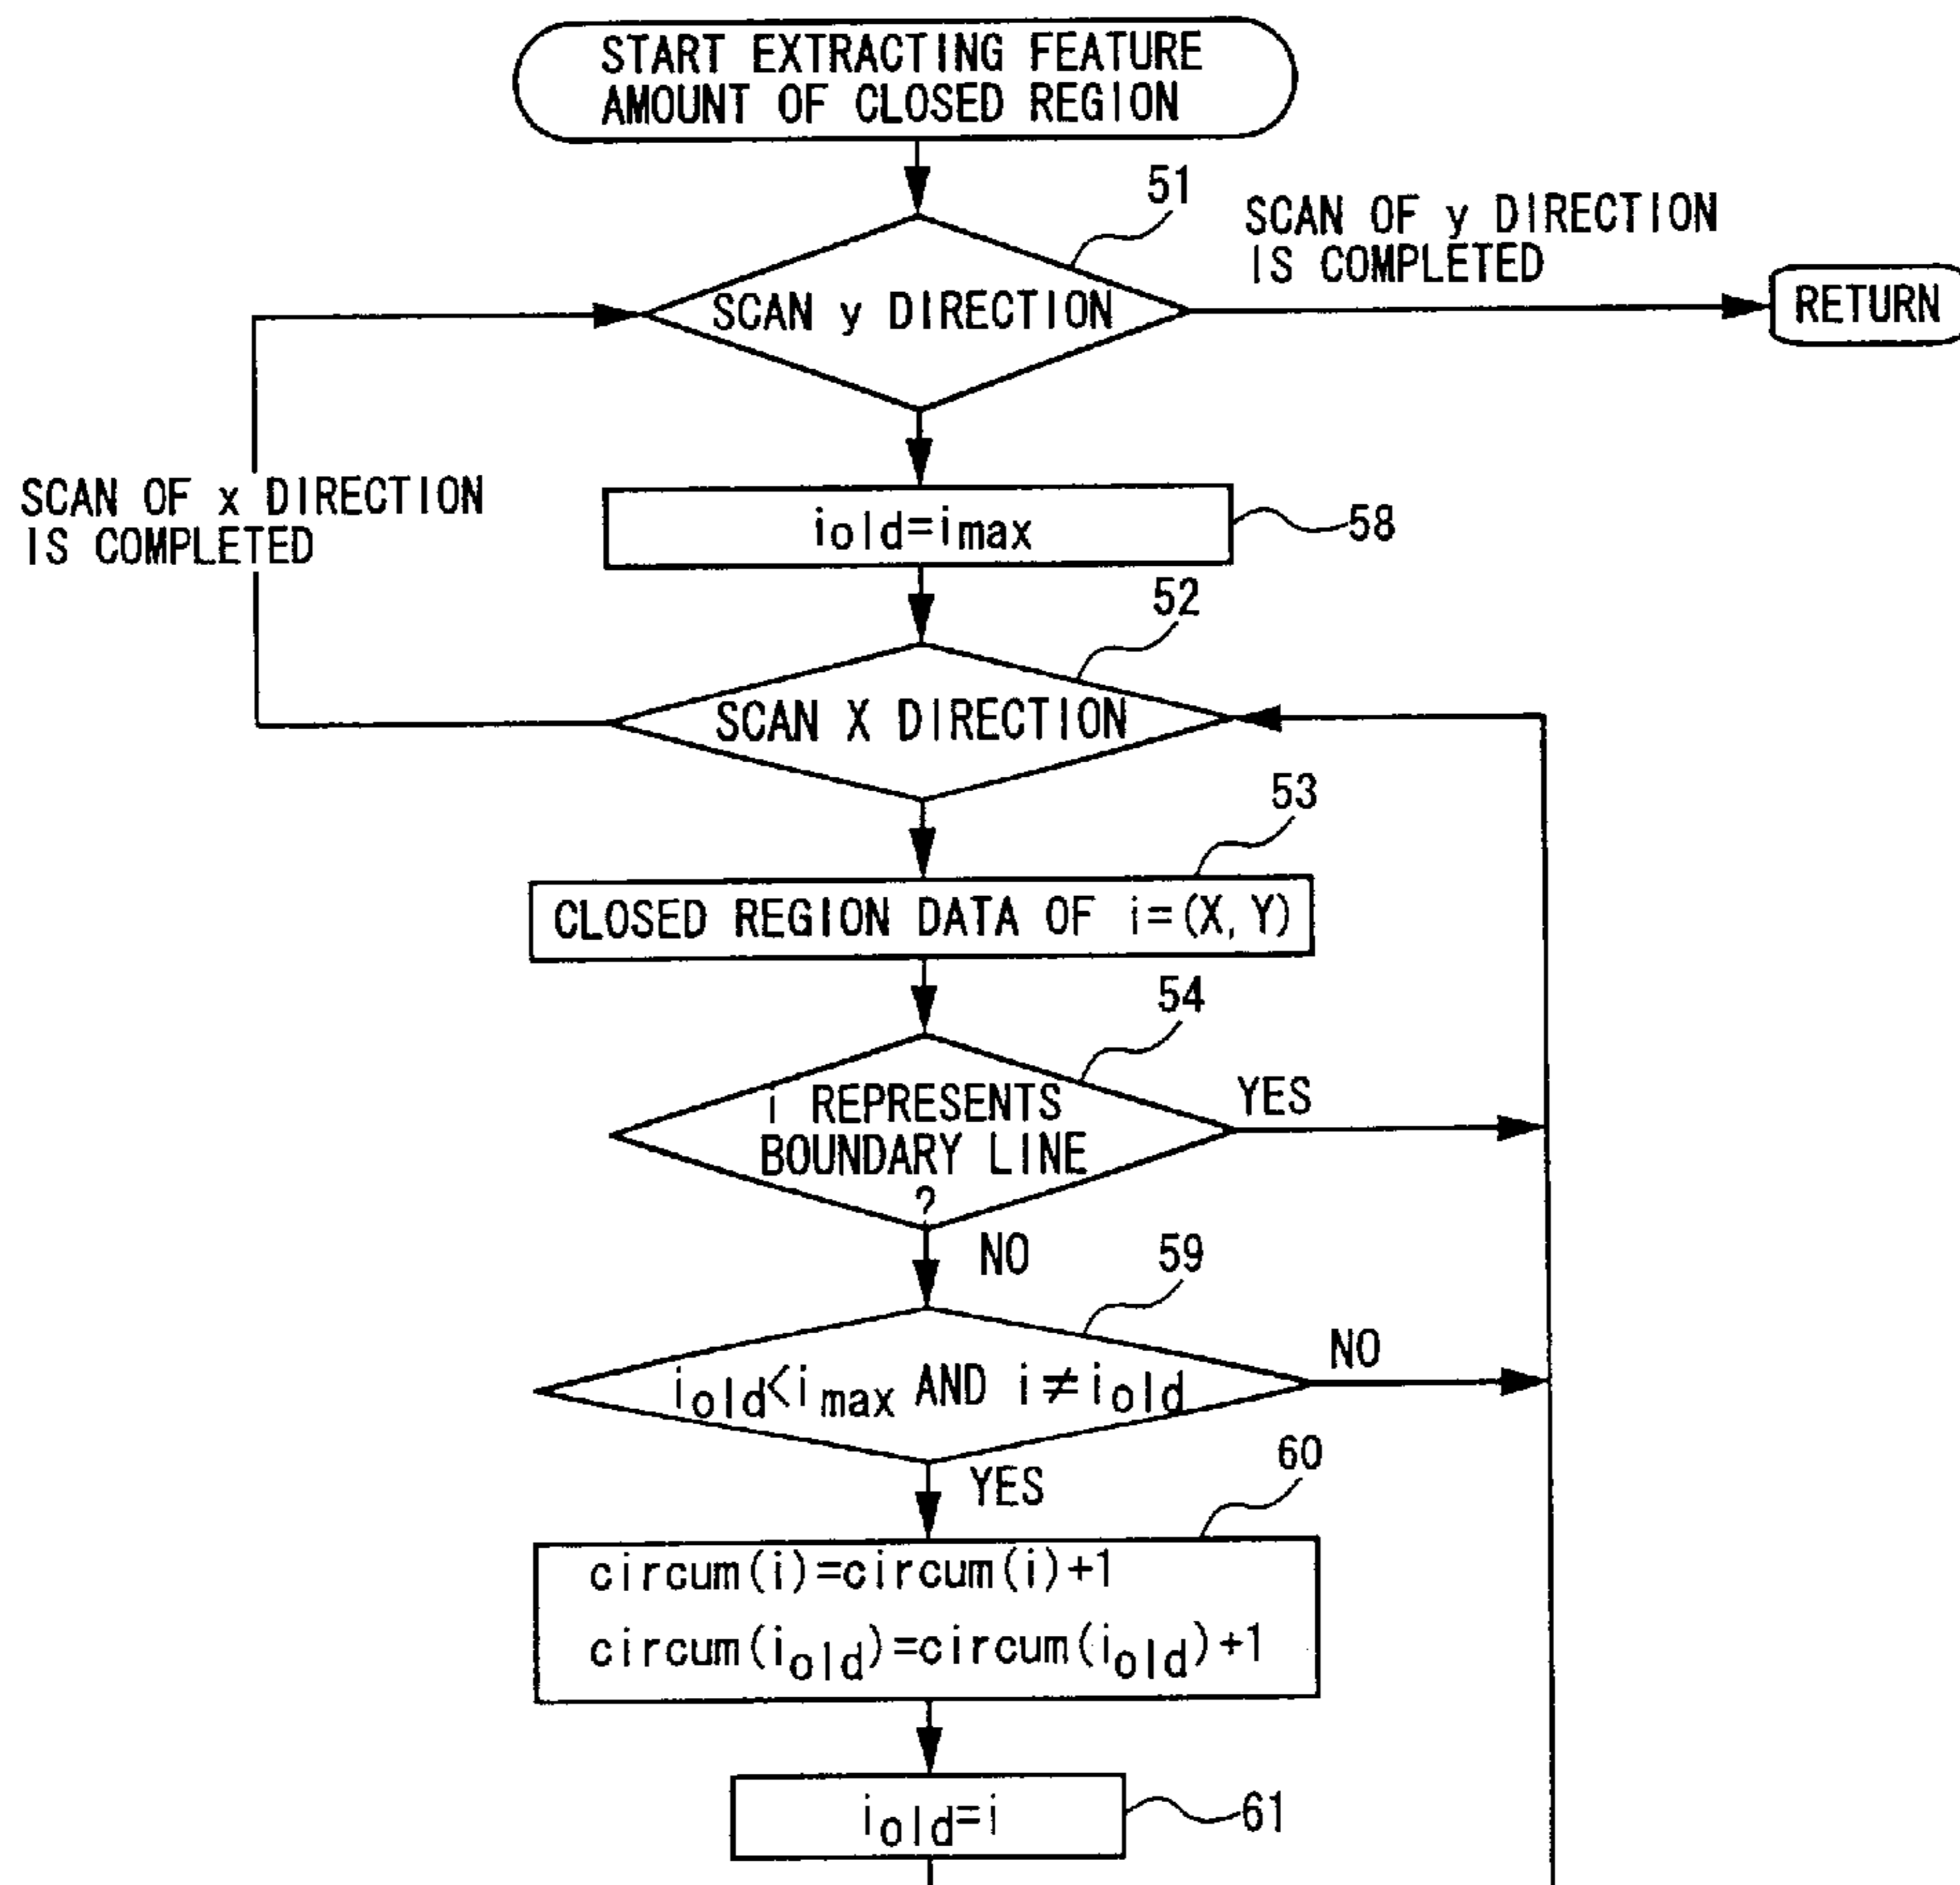 START EXTRACTING FEATURE
AMOUNT OF CLOSED REGION
51
SCAN OF y DIRECTION
IS COMPLETED
SCAN y DIRECTION
RETURN
SCAN OF x DIRECTION
IS COMPLETED
iold=imax
58
52
SCAN X DIRECTION
53
CLOSED REGION DATA OF i=(X, Y)
54
i REPRESENTS
BOUNDARY LINE
?
YES
NO
59
iold<imax AND i≠iold
NO
YES
60
circum(i)=circum(i)+1
circum(iold)=circum(iold)+1
iold=i
61